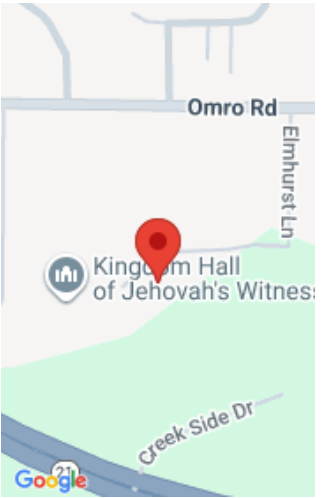 Omro Rd
Elmhurst Ln
Kingdom Hall
of Jehovah's Witness
Creek Side Dr
21
Google